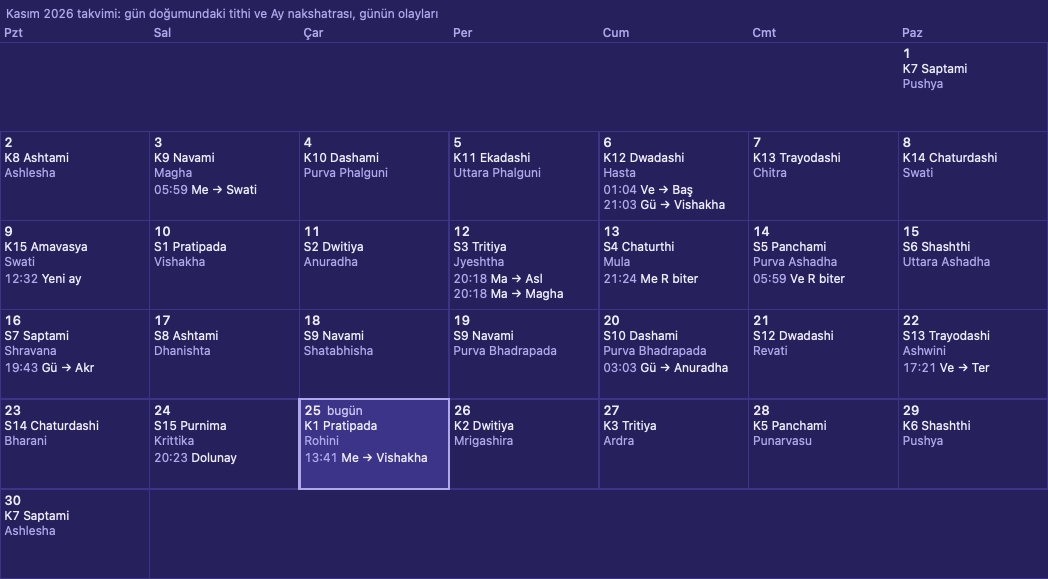 Kasım 2026 takvimi: gün doğumundaki tithi ve Ay nakshatrası, günün olayları
Pzt Sal Çar Per Cum Cmt Paz
1
K7 Saptami
Pushya
2
K8 Ashtami
Ashlesha
3
K9 Navami
Magha
05:59 Me → Swati
4
K10 Dashami
Purva Phalguni
5
K11 Ekadashi
Uttara Phalguni
6
K12 Dwadashi
Hasta
01:04 Ve → Baş
21:03 Gü → Vishakha
7
K13 Trayodashi
Chitra
8
K14 Chaturdashi
Swati
9
K15 Amavasya
Swati
12:32 Yeni ay
10
S1 Pratipada
Vishakha
11
S2 Dwitiya
Anuradha
12
S3 Tritiya
Jyeshtha
20:18 Ma → Asl
20:18 Ma → Magha
13
S4 Chaturthi
Mula
21:24 Me R biter
14
S5 Panchami
Purva Ashadha
05:59 Ve R biter
15
S6 Shashthi
Uttara Ashadha
16
S7 Saptami
Shravana
19:43 Gü → Akr
17
S8 Ashtami
Dhanishta
18
S9 Navami
Shatabhisha
19
S9 Navami
Purva Bhadrapada
20
S10 Dashami
Purva Bhadrapada
03:03 Gü → Anuradha
21
S12 Dwadashi
Revati
22
S13 Trayodashi
Ashwini
17:21 Ve → Ter
23
S14 Chaturdashi
Bharani
24
S15 Purnima
Krittika
20:23 Dolunay
25 bugün
K1 Pratipada
Rohini
13:41 Me → Vishakha
26
K2 Dwitiya
Mrigashira
27
K3 Tritiya
Ardra
28
K5 Panchami
Punarvasu
29
K6 Shashthi
Pushya
30
K7 Saptami
Ashlesha